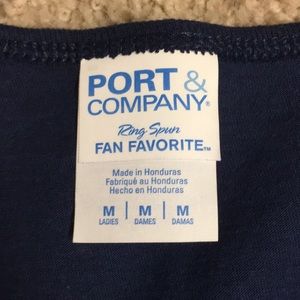 PORT &
COMPANY®
Ring Spun
FAN FAVORITE™
Made in Honduras
Fabriqué au Honduras
Hecho en Honduras
M | M | M
LADIES | DAMES | DAMAS